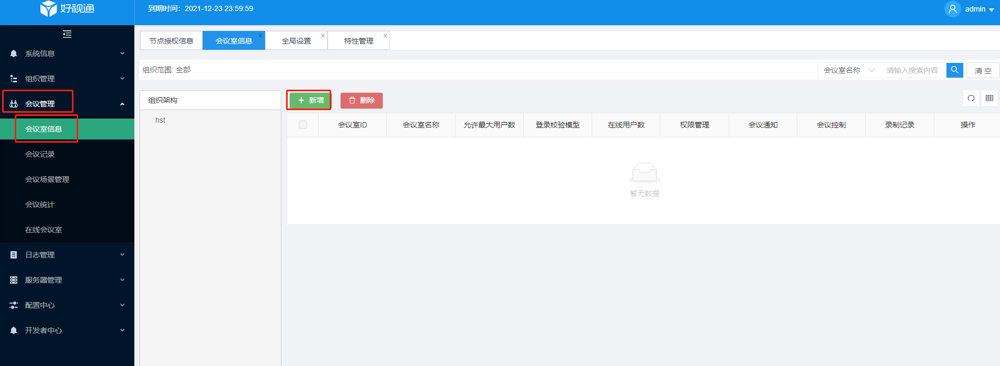 好视通
到期时间：2021-12-23 23:59:59
admin
系统信息
组织管理
会议管理
会议室信息
会议记录
会议场景管理
会议统计
在线会议室
日志管理
服务器管理
配置中心
开发者中心
节点授权信息 会议室信息 全局设置 特性管理
组织范围: 全部
会议室名称 请输入搜索内容 清 空
组织架构
hst
新增 删除
会议室ID 会议室名称 允许最大用户数 登录校验模型 在线用户数 权限管理 会议通知 会议控制 录制记录 操作
暂无数据